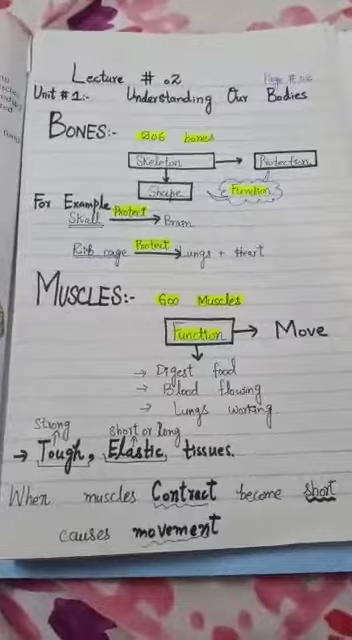 Lecture # .02
Page #
Unit # 1:- Understanding Our Bodies
BONES:- 206 bones
Skeleton → Protection
Shape Function
For Example
Skall Protect → Brain
Rib cage Protect → Lungs + Heart
MUSCLES:- 600 Muscles
Function → Move
→ Digest food
→ Blood flowing
→ Lungs working
Strong short or long
→ Tough, Elastic tissues.
When muscles Contract become short
causes movement